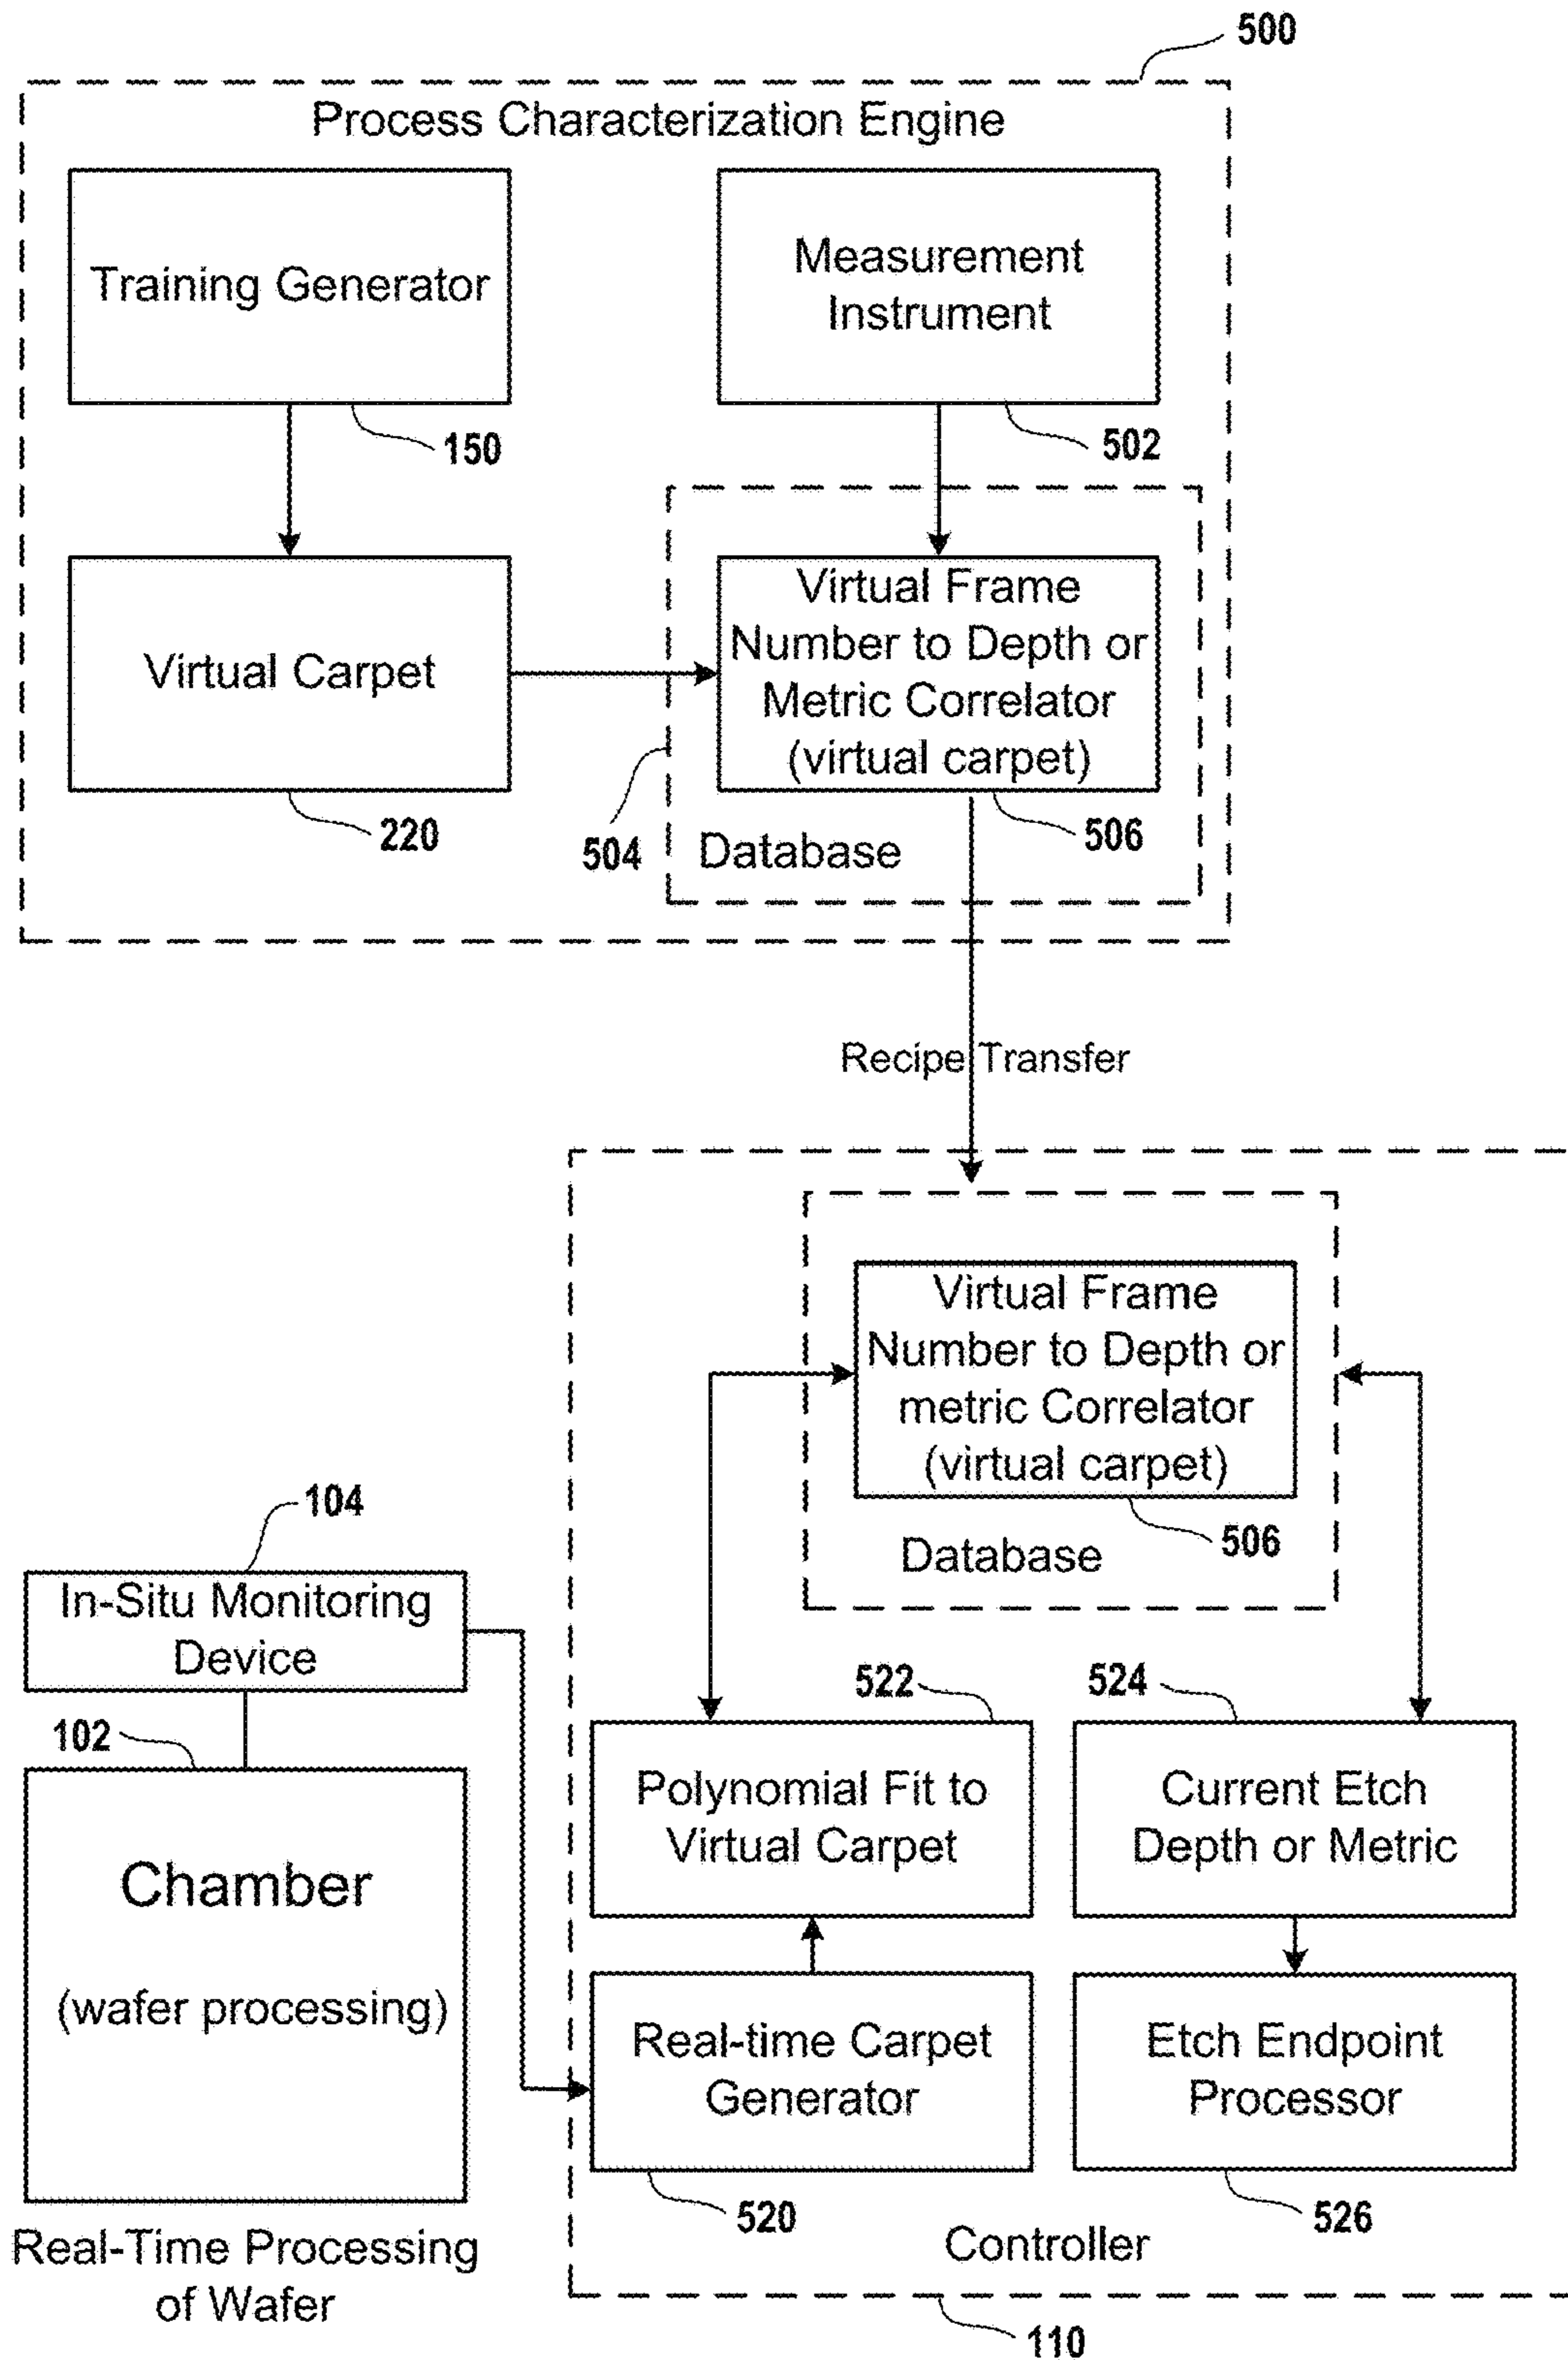 500
Process Characterization Engine
Training Generator
Measurement
Instrument
150
502
Virtual Carpet
Virtual Frame
Number to Depth or
Metric Correlator
(virtual carpet)
220
504
Database
506
Recipe Transfer
Virtual Frame
Number to Depth or
metric Correlator
(virtual carpet)
506
Database
104
In-Situ Monitoring
Device
102
Chamber
(wafer processing)
Real-Time Processing
of Wafer
522
524
Polynomial Fit to
Virtual Carpet
Current Etch
Depth or Metric
Real-time Carpet
Generator
Etch Endpoint
Processor
520
526
Controller
110